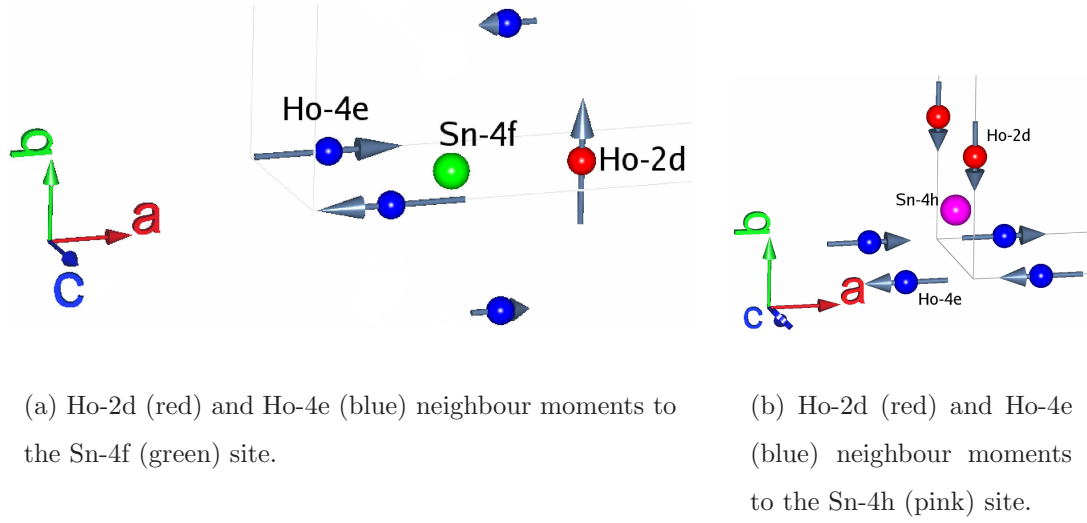 Ho-4e
Sn-4f
Ho-2d
b
a
c
Ho-2d
Sn-4h
b
a
c
Ho-4e
(a) Ho-2d (red) and Ho-4e (blue) neighbour moments to
the Sn-4f (green) site.
(b) Ho-2d (red) and Ho-4e
(blue) neighbour moments
to the Sn-4h (pink) site.